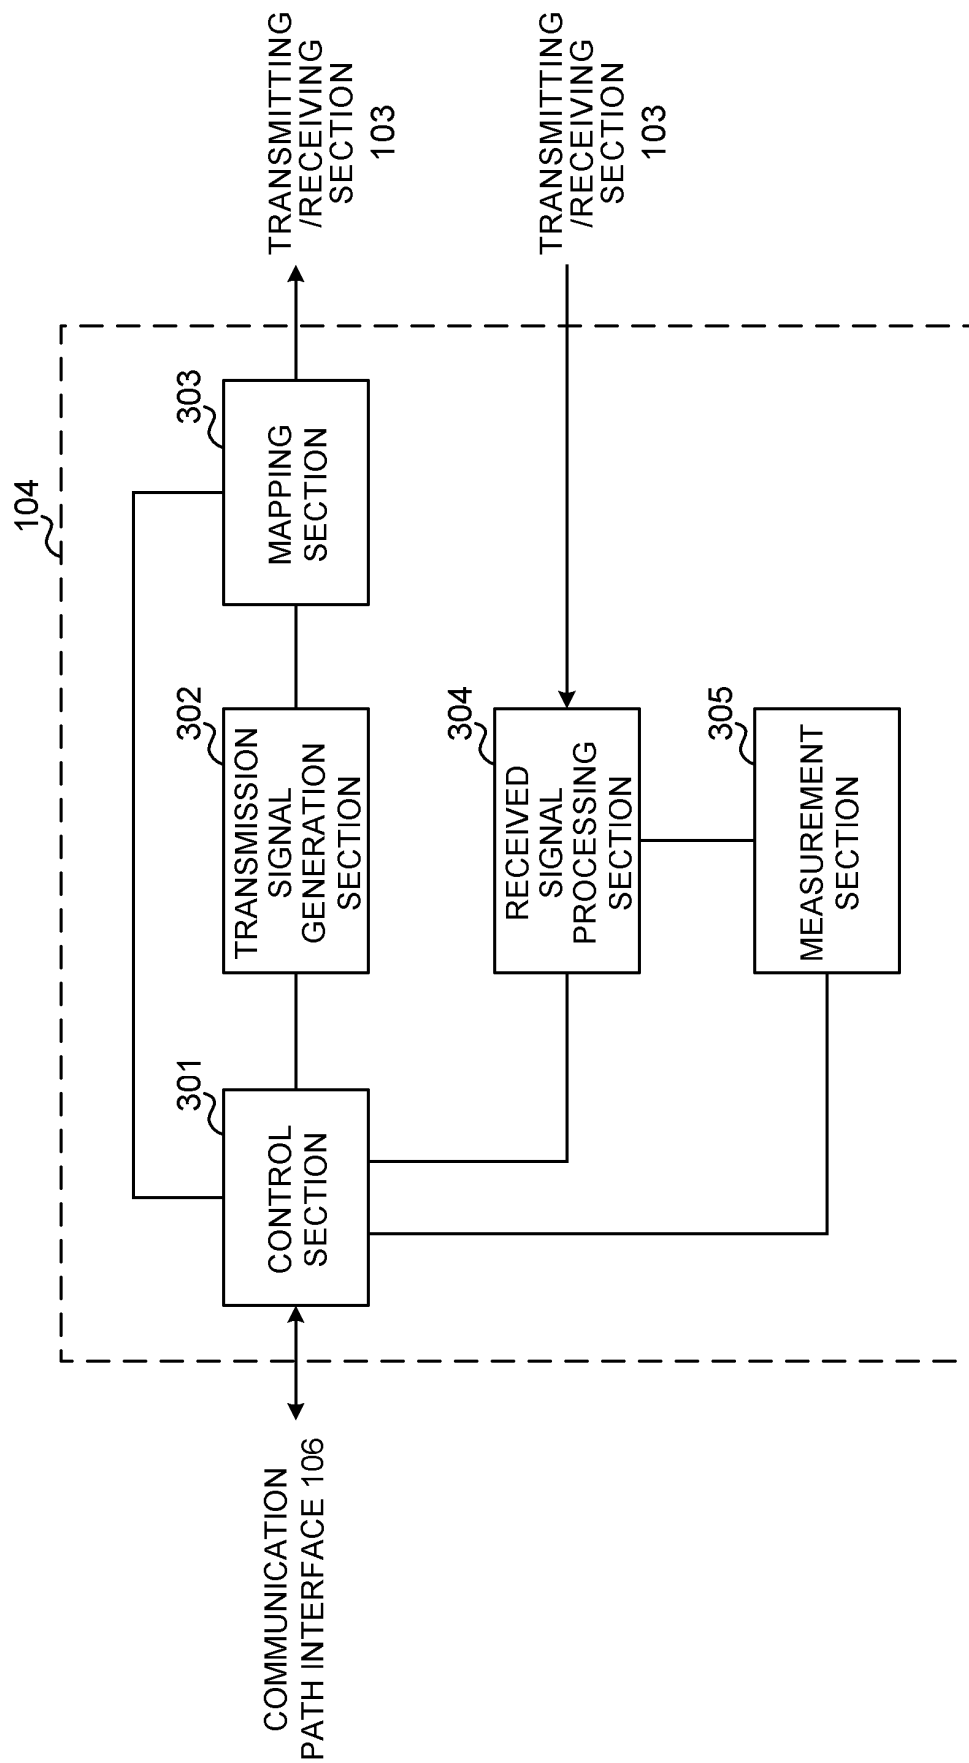 104
COMMUNICATION
PATH INTERFACE 106
301
CONTROL
SECTION
302
TRANSMISSION
SIGNAL
GENERATION
SECTION
303
MAPPING
SECTION
TRANSMITTING
/RECEIVING
SECTION
103
304
RECEIVED
SIGNAL
PROCESSING
SECTION
TRANSMITTING
/RECEIVING
SECTION
103
305
MEASUREMENT
SECTION